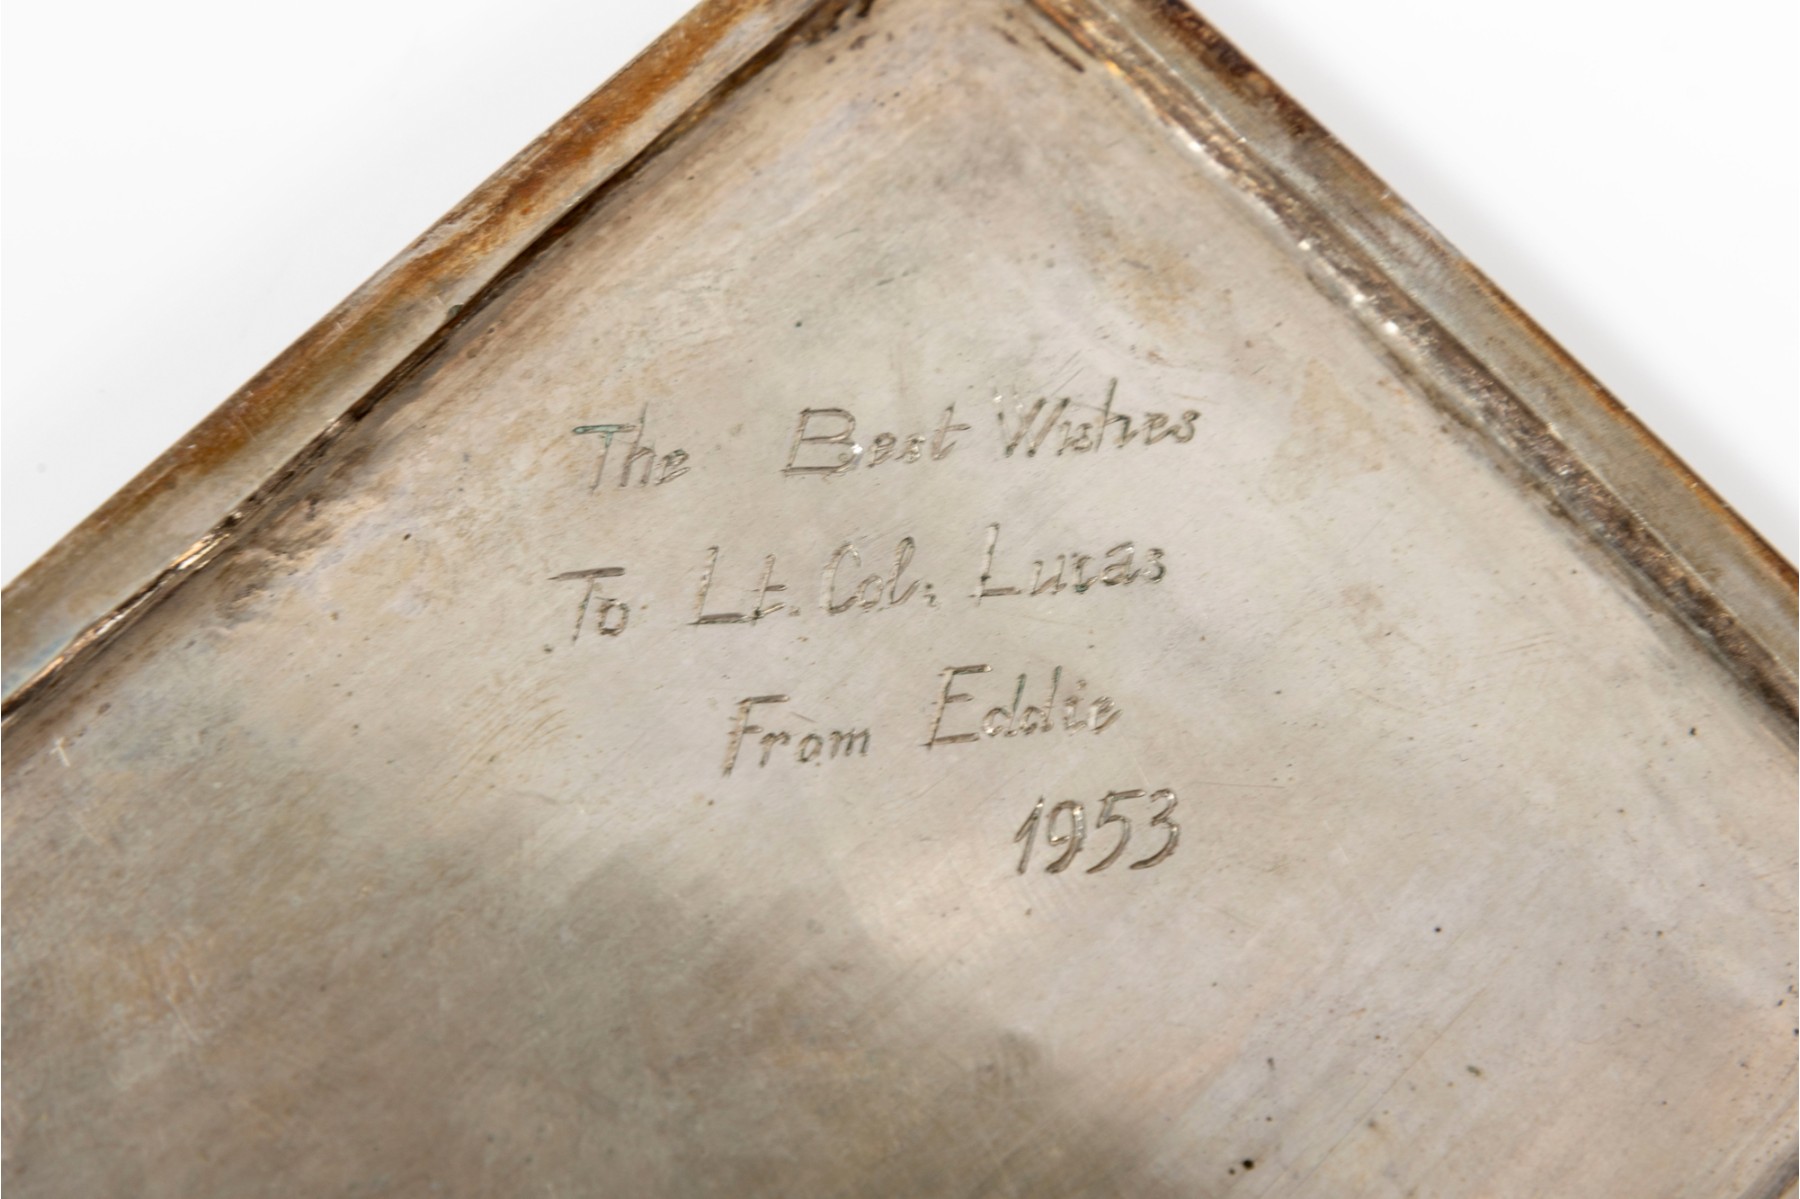 The Best Wishes
To Lt. Col. Lucas
From Eddie
1953